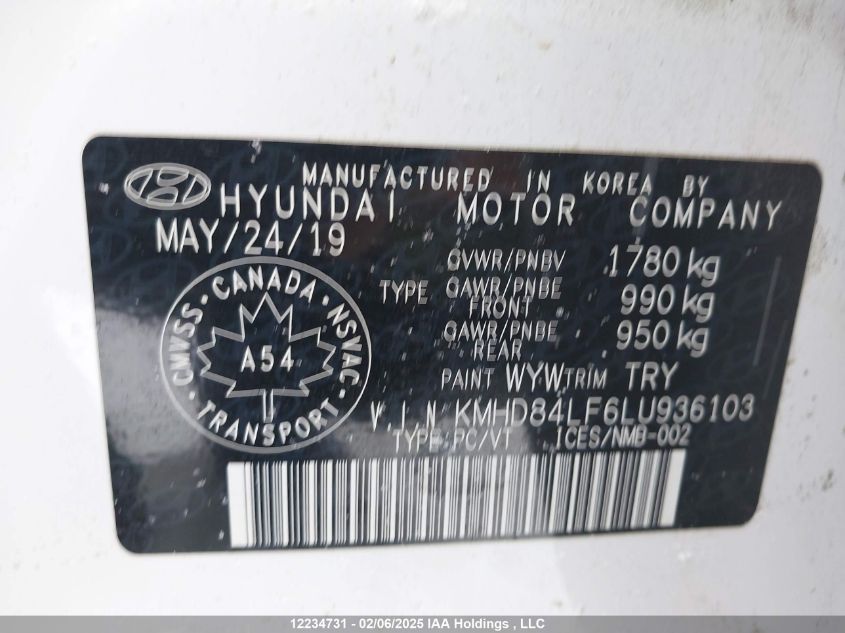 MANUFACTURED IN KOREA BY
HYUNDAI MOTOR COMPANY
MAY/24/19
GVWR/PNBV 1780 kg
TYPE GAWR/PNBE FRONT 990 kg
GAWR/PNBE REAR 950 kg
PAINT WYW TRIM TRY
V.I.N KMHD84LF6LU936103
TYPE:PC/VT ICES/NMB-002
CMVSS · CANADA · NSVAC · TRANSPORT ·
A54
12234731 - 02/06/2025 IAA Holdings , LLC